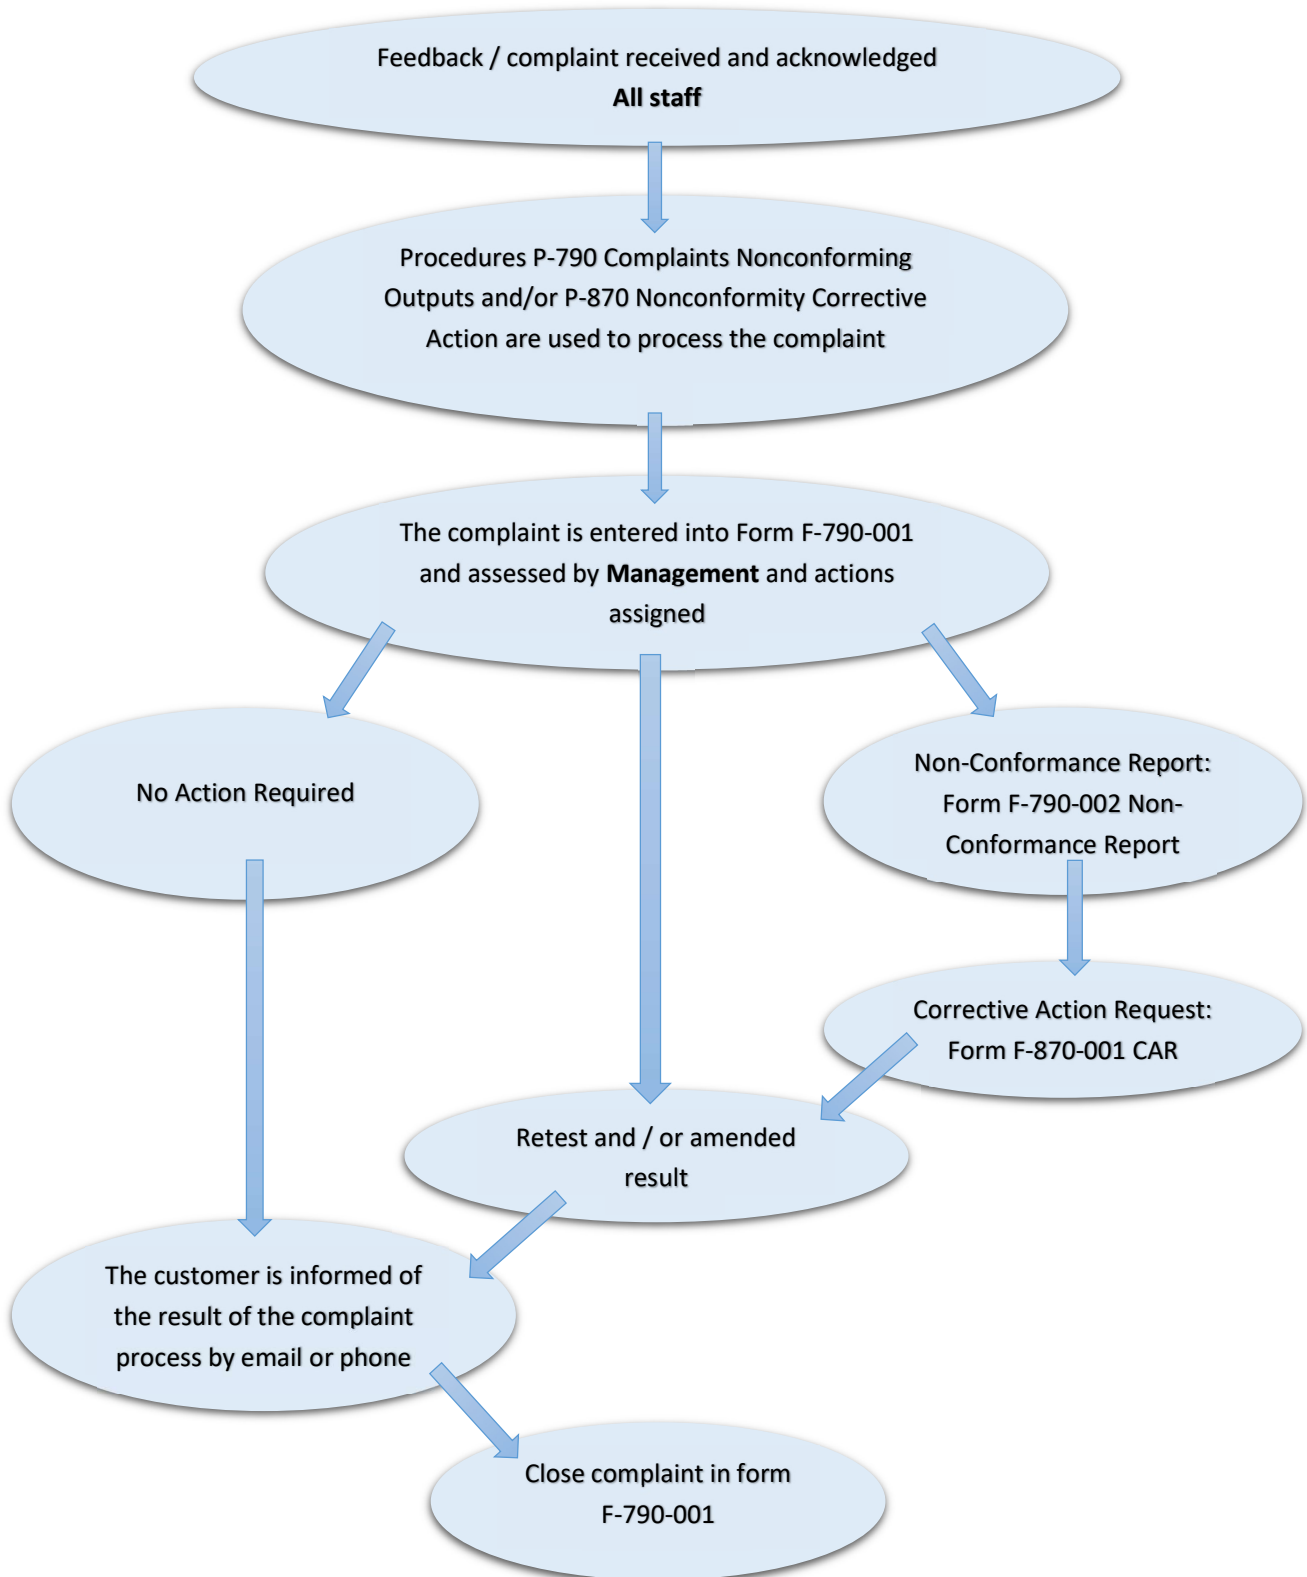 Feedback / complaint received and acknowledged
All staff
Procedures P-790 Complaints Nonconforming
Outputs and/or P-870 Nonconformity Corrective
Action are used to process the complaint
The complaint is entered into Form F-790-001
and assessed by Management and actions
assigned
No Action Required
Non-Conformance Report:
Form F-790-002 Non-
Conformance Report
Corrective Action Request:
Form F-870-001 CAR
Retest and / or amended
result
The customer is informed of
the result of the complaint
process by email or phone
Close complaint in form
F-790-001